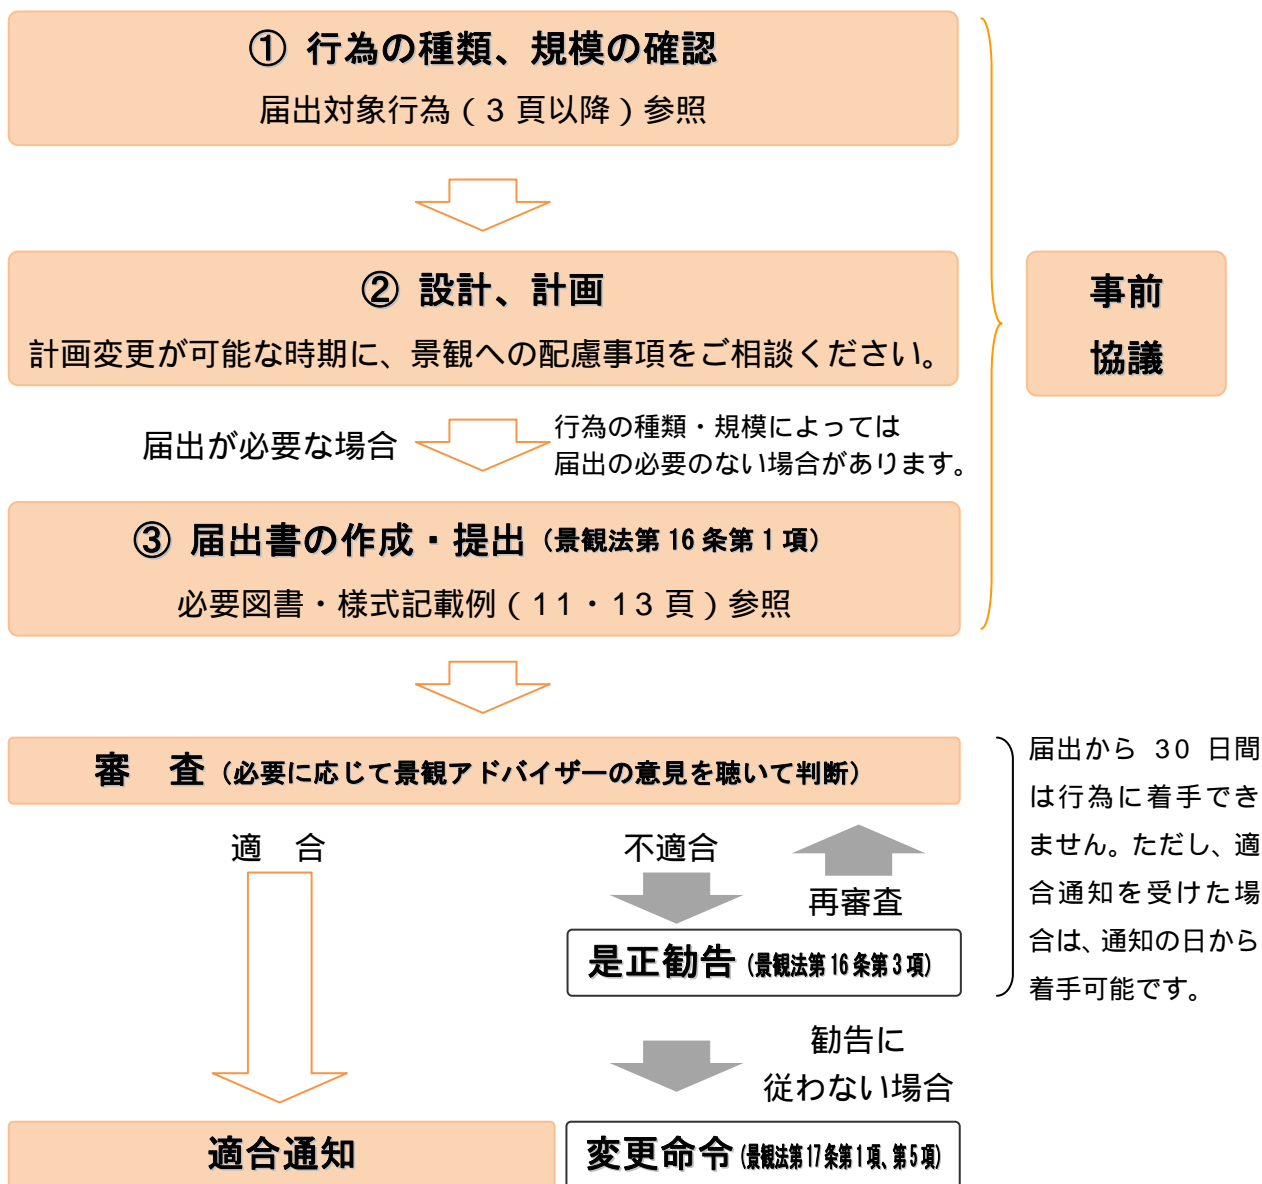 ① 行為の種類、規模の確認
届出対象行為（3 頁以降）参照
② 設計、計画
計画変更が可能な時期に、景観への配慮事項をご相談ください。
事前
協議
届出が必要な場合
行為の種類・規模によっては
届出の必要のない場合があります。
③ 届出書の作成・提出（景観法第 16 条第 1 項）
必要図書・様式記載例（11・13 頁）参照
審　査（必要に応じて景観アドバイザーの意見を聴いて判断）
届出から 30 日間
は行為に着手でき
ません。ただし、適
合通知を受けた場
合は、通知の日から
着手可能です。
適　合
不適合
再審査
是正勧告（景観法第 16 条第 3 項）
勧告に
従わない場合
適合通知
変更命令（景観法第 17 条第 1 項、第 5 項）